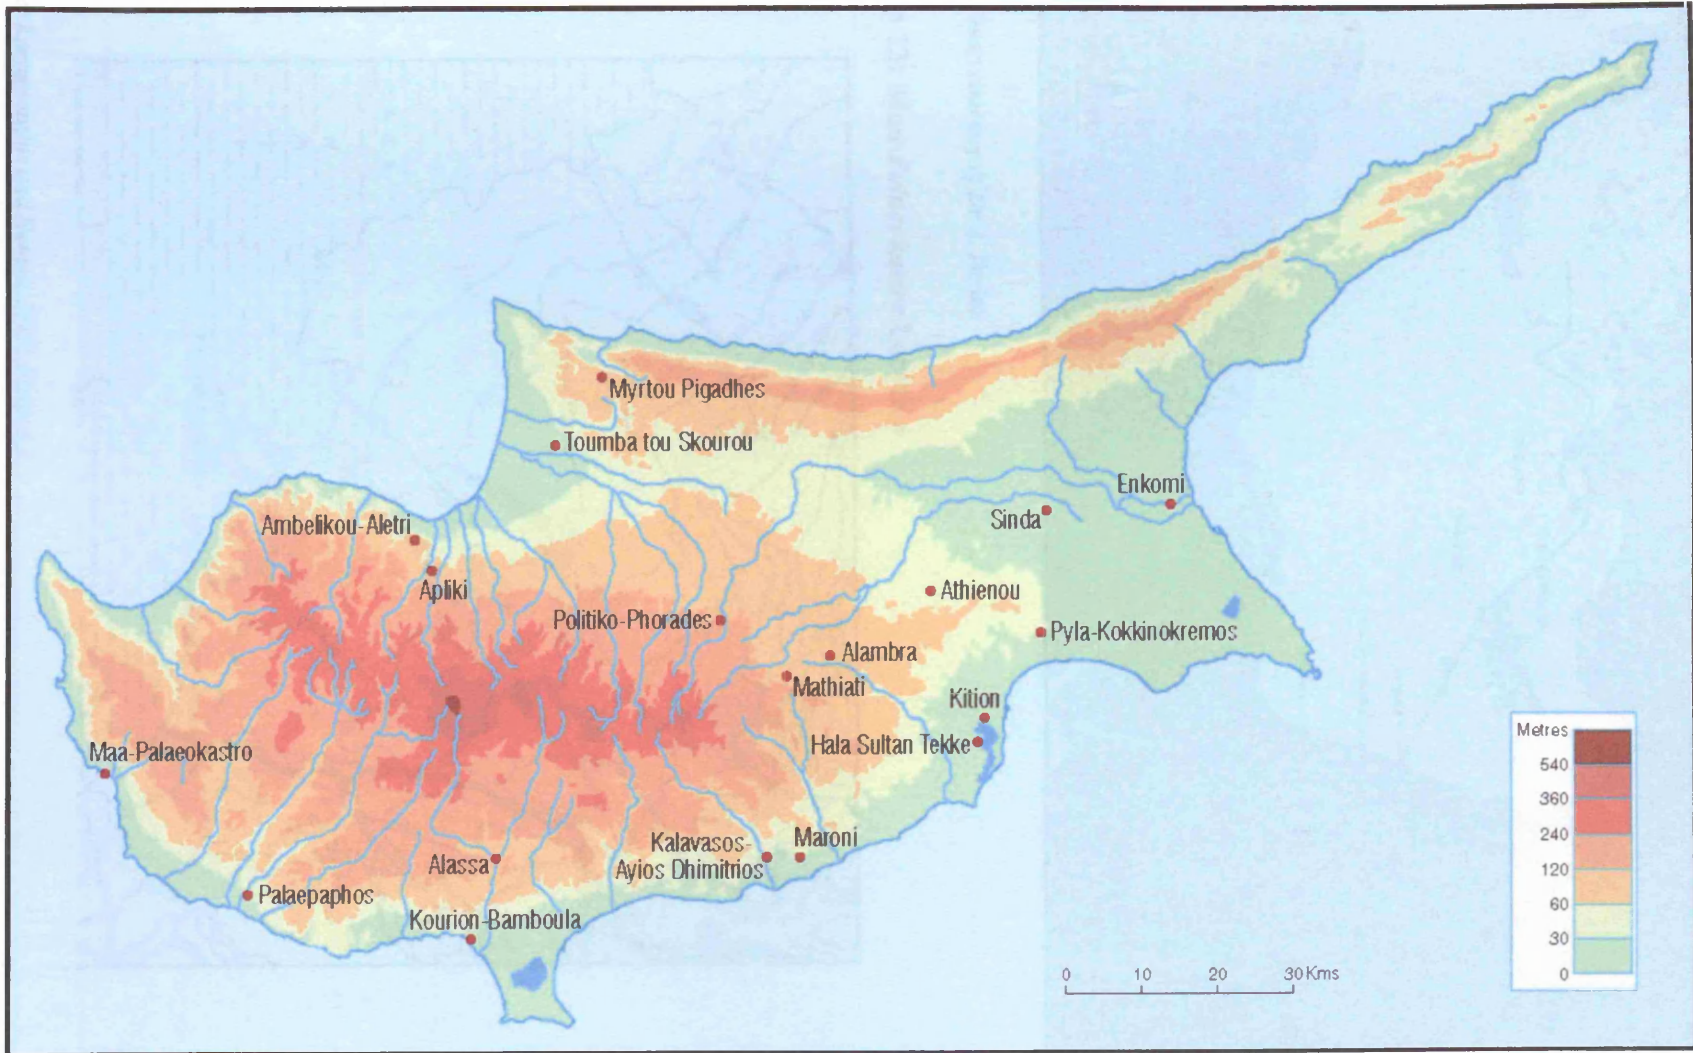 Myrtou Pigadhes
Toumba tou Skourou
Enkomi
Sinda
Ambelikou-Aletri
Apliki
Athienou
Politiko-Phorades
Pyla-Kokkinokremos
Alambra
Mathiati
Kition
Hala Sultan Tekke
Maa-Palaeokastro
Kalavasos-
Ayios Dhimitrios
Maroni
Alassa
Palaepaphos
Kourion-Bamboula
Metres
540
360
240
120
60
30
0
0 10 20 30 Kms